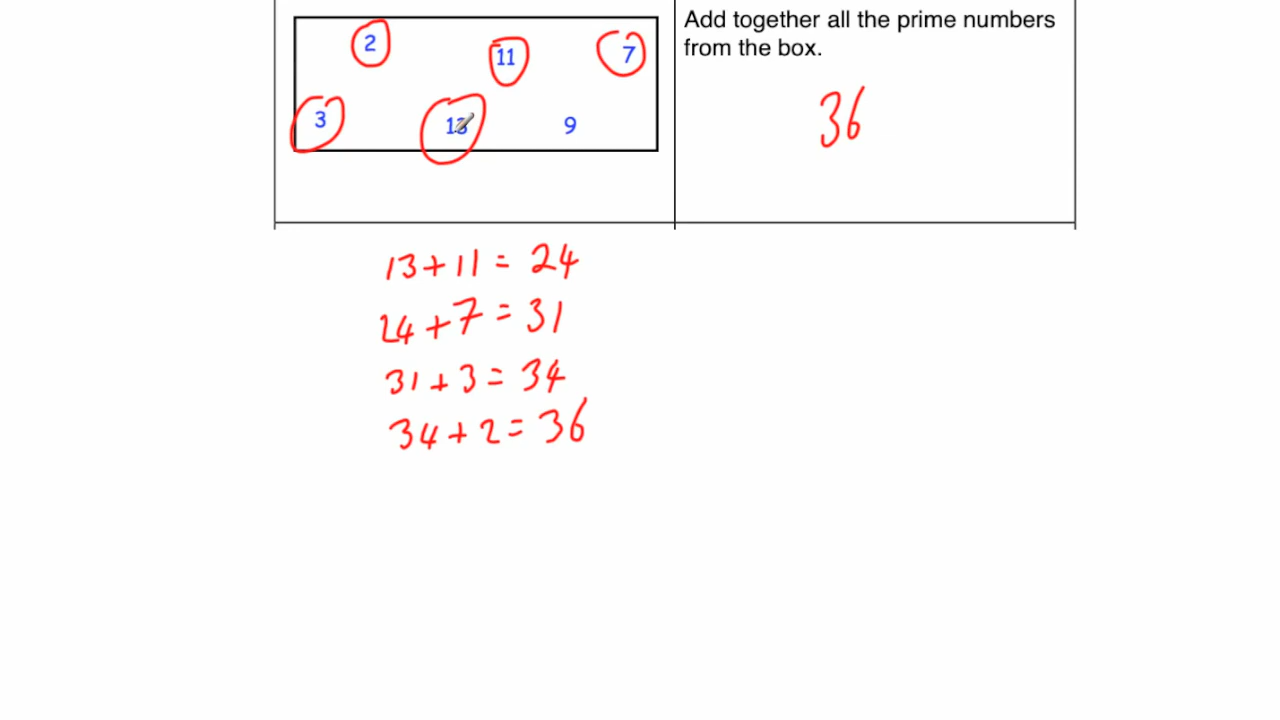 2 11 7
3 13 9
Add together all the prime numbers
from the box.
36
13+11 = 24
24+7=31
31+3=34
34+2=36